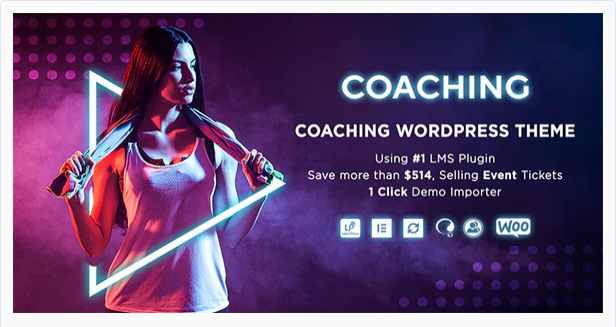 COACHING
COACHING WORDPRESS THEME
Using #1 LMS Plugin
Save more than $514, Selling Event Tickets
1 Click Demo Importer
LP
WOO